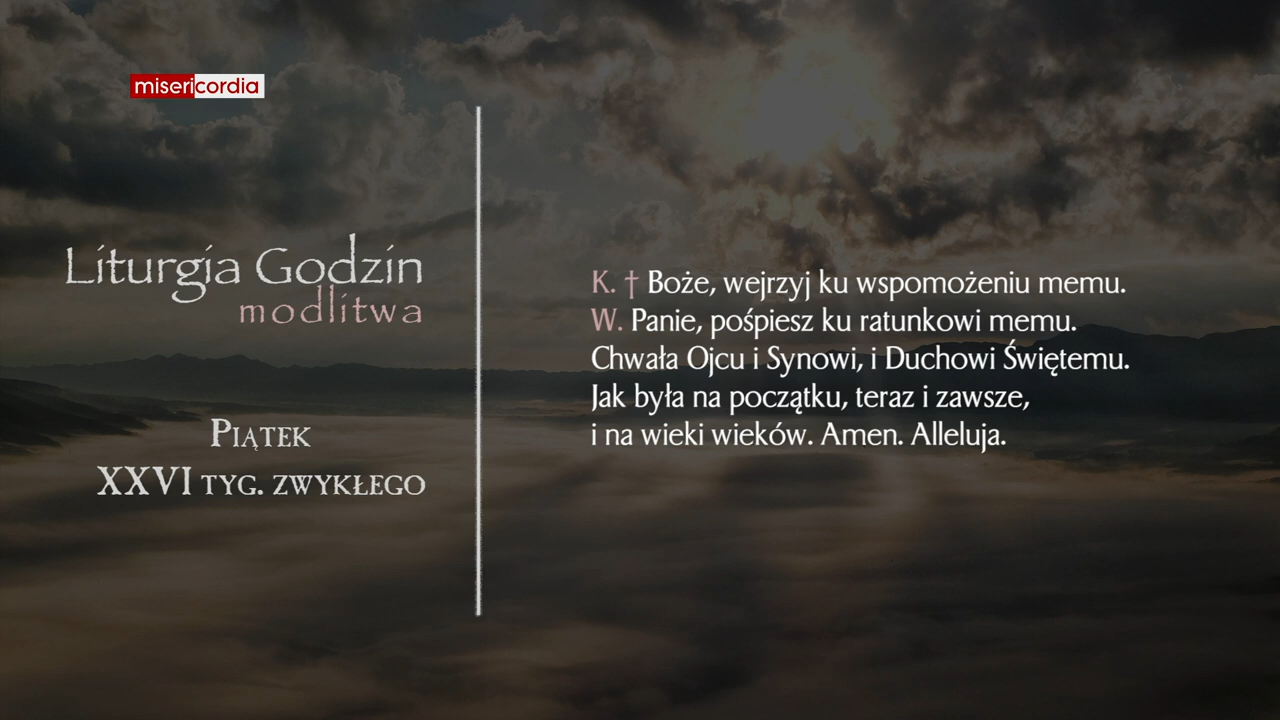 misericordia
Liturgia Godzin
modlitwa
Piątek
XXVI tyg. zwykłego
K. † Boże, wejrzyj ku wspomożeniu memu.
W. Panie, pośpiesz ku ratunkowi memu.
Chwała Ojcu i Synowi, i Duchowi Świętemu.
Jak była na początku, teraz i zawsze,
i na wieki wieków. Amen. Alleluja.